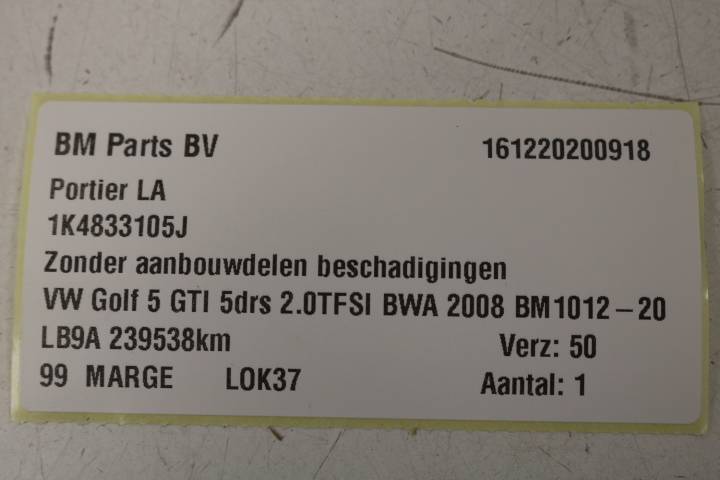 BM Parts BV 161220200918
Portier LA
1K4833105J
Zonder aanbouwdelen beschadigingen
VW Golf 5 GTI 5drs 2.0TFSI BWA 2008 BM1012-20
LB9A 239538km Verz: 50
99 MARGE LOK37 Aantal: 1